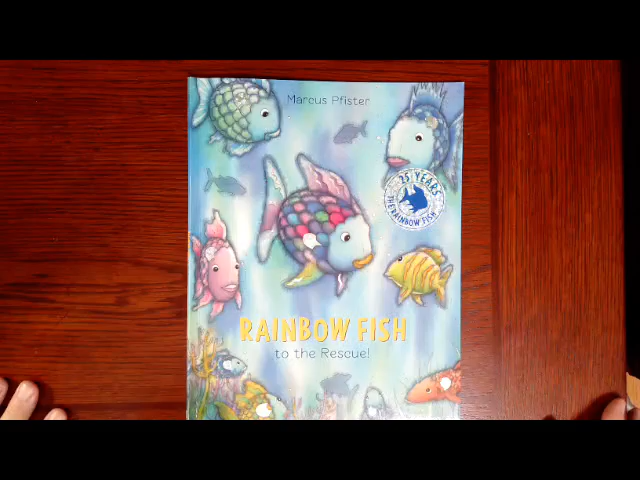 Marcus Pfister
25 YEARS
THE RAINBOW FISH
RAINBOW FISH
to the Rescue!